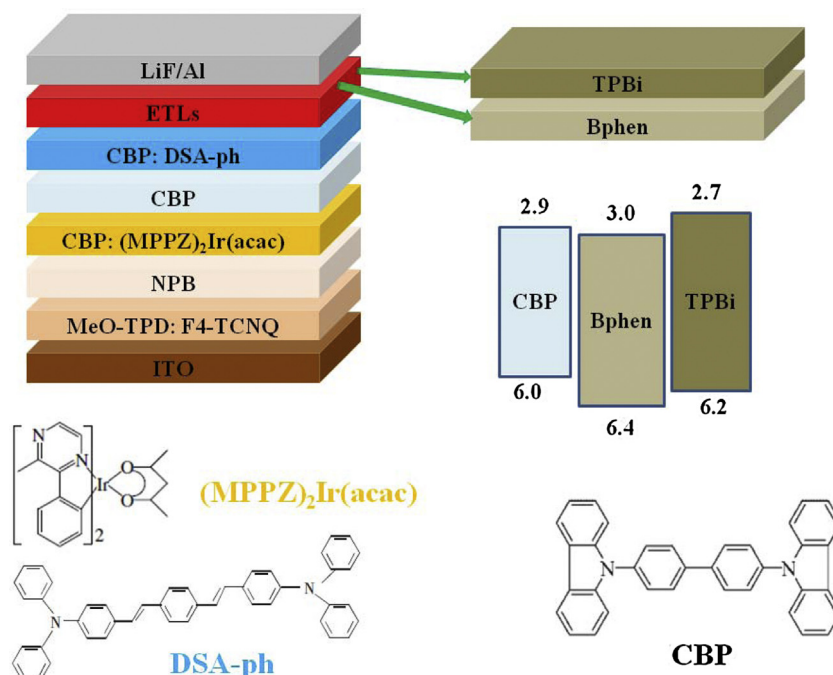 LiF/Al
ETLs
CBP: DSA-ph
CBP
CBP: (MPPZ)₂Ir(acac)
NPB
MeO-TPD: F4-TCNQ
ITO
TPBi
Bphen
2.9
3.0
2.7
CBP
Bphen
TPBi
6.0
6.4
6.2
N
N
Ir
O
O
2
(MPPZ)₂Ir(acac)
N
N
DSA-ph
N
N
CBP